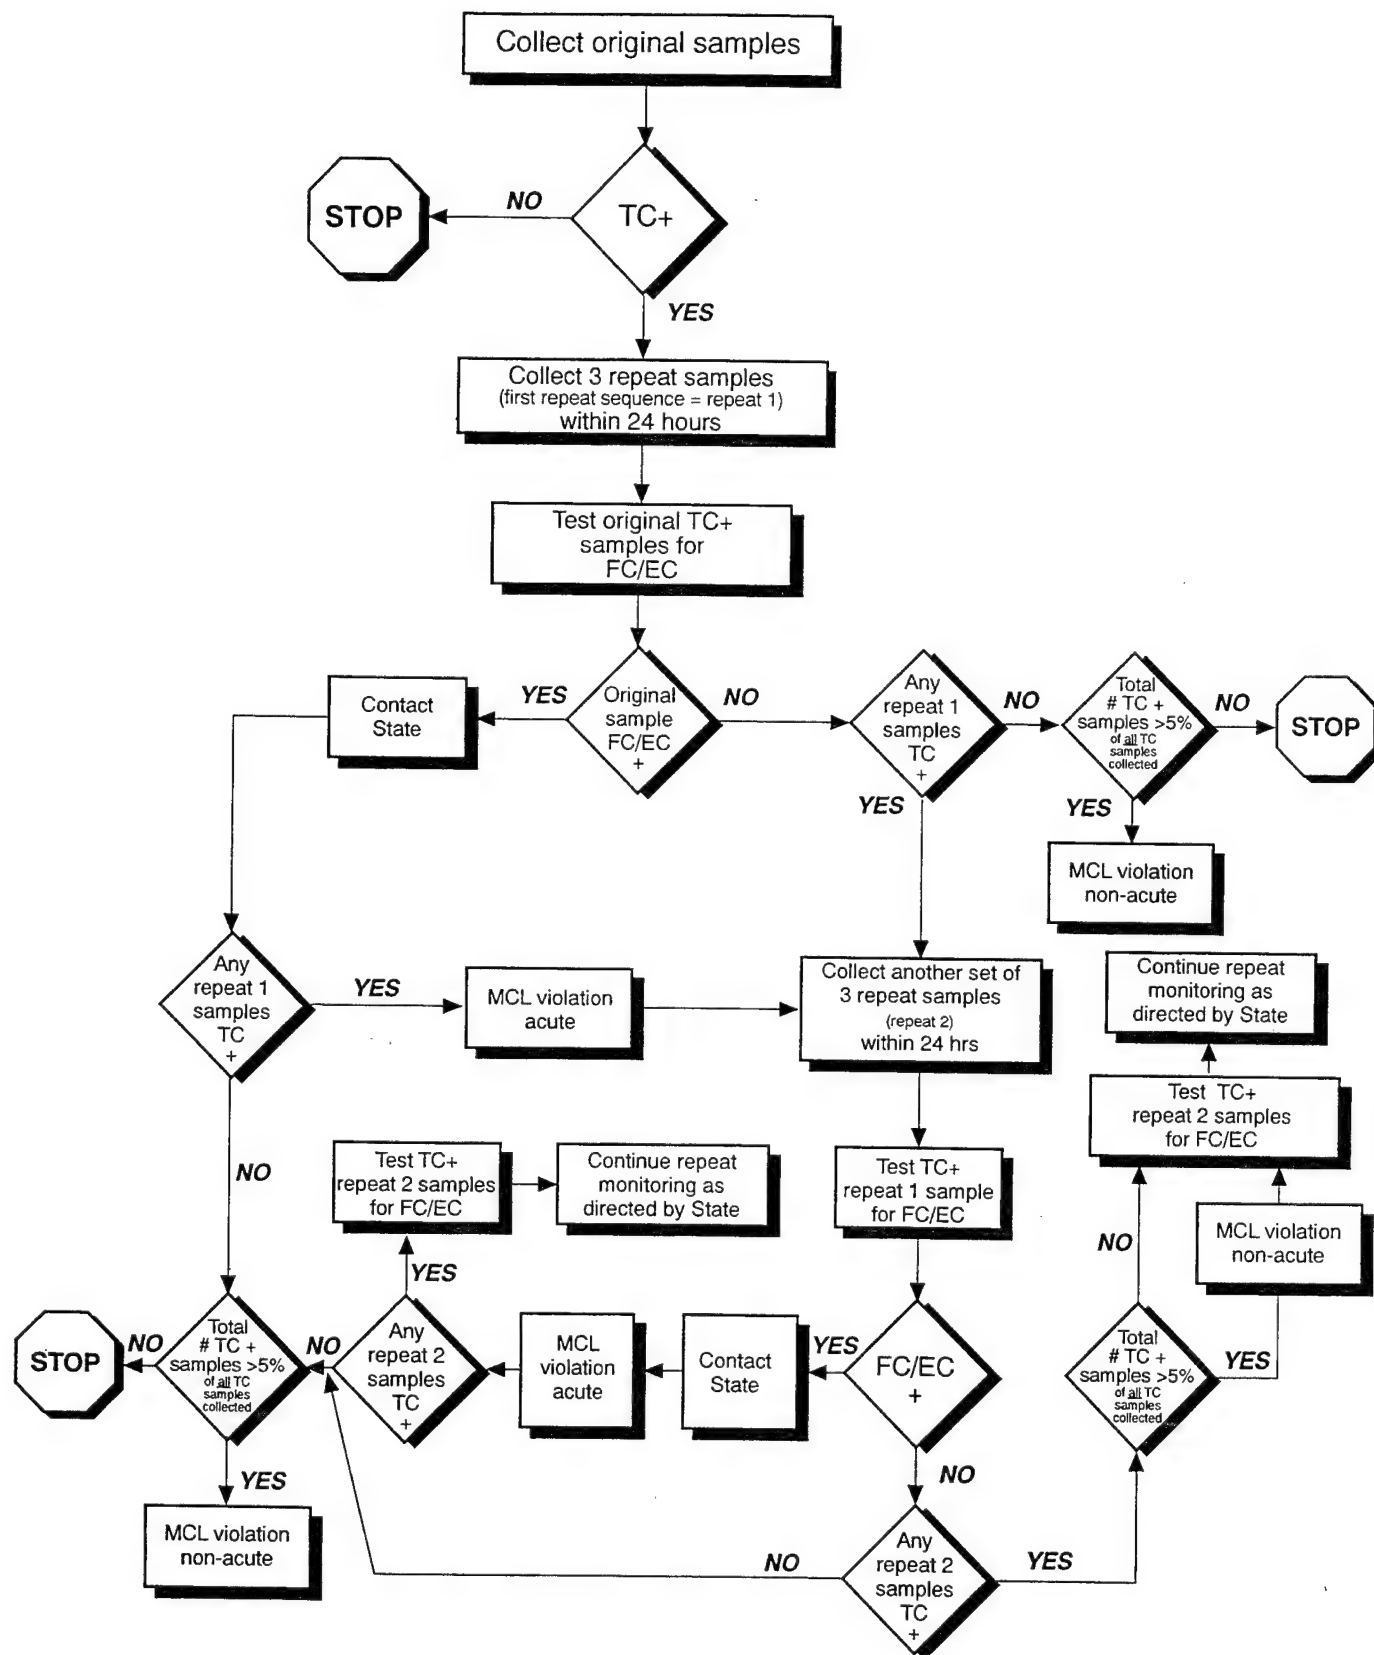 Collect original samples
STOP
NO
TC+
YES
Collect 3 repeat samples
(first repeat sequence = repeat 1)
within 24 hours
Test original TC+
samples for
FC/EC
Contact
State
YES
Original
sample
FC/EC
+
NO
Any
repeat 1
samples
TC
+
NO
Total
# TC +
samples >5%
of all TC
samples
collected
NO
STOP
YES
YES
MCL violation
non-acute
Any
repeat 1
samples
TC
+
YES
MCL violation
acute
Collect another set of
3 repeat samples
(repeat 2)
within 24 hrs
Continue repeat
monitoring as
directed by State
Test TC+
repeat 2 samples
for FC/EC
NO
Test TC+
repeat 2 samples
for FC/EC
Continue repeat
monitoring as
directed by State
Test TC+
repeat 1 sample
for FC/EC
NO
MCL violation
non-acute
YES
STOP
NO
Total
# TC +
samples >5%
of all TC
samples
collected
NO
Any
repeat 2
samples
TC
+
MCL
violation
acute
Contact
State
YES
FC/EC
+
Total
# TC +
samples >5%
of all TC
samples
collected
YES
YES
NO
MCL violation
non-acute
NO
Any
repeat 2
samples
TC
+
YES